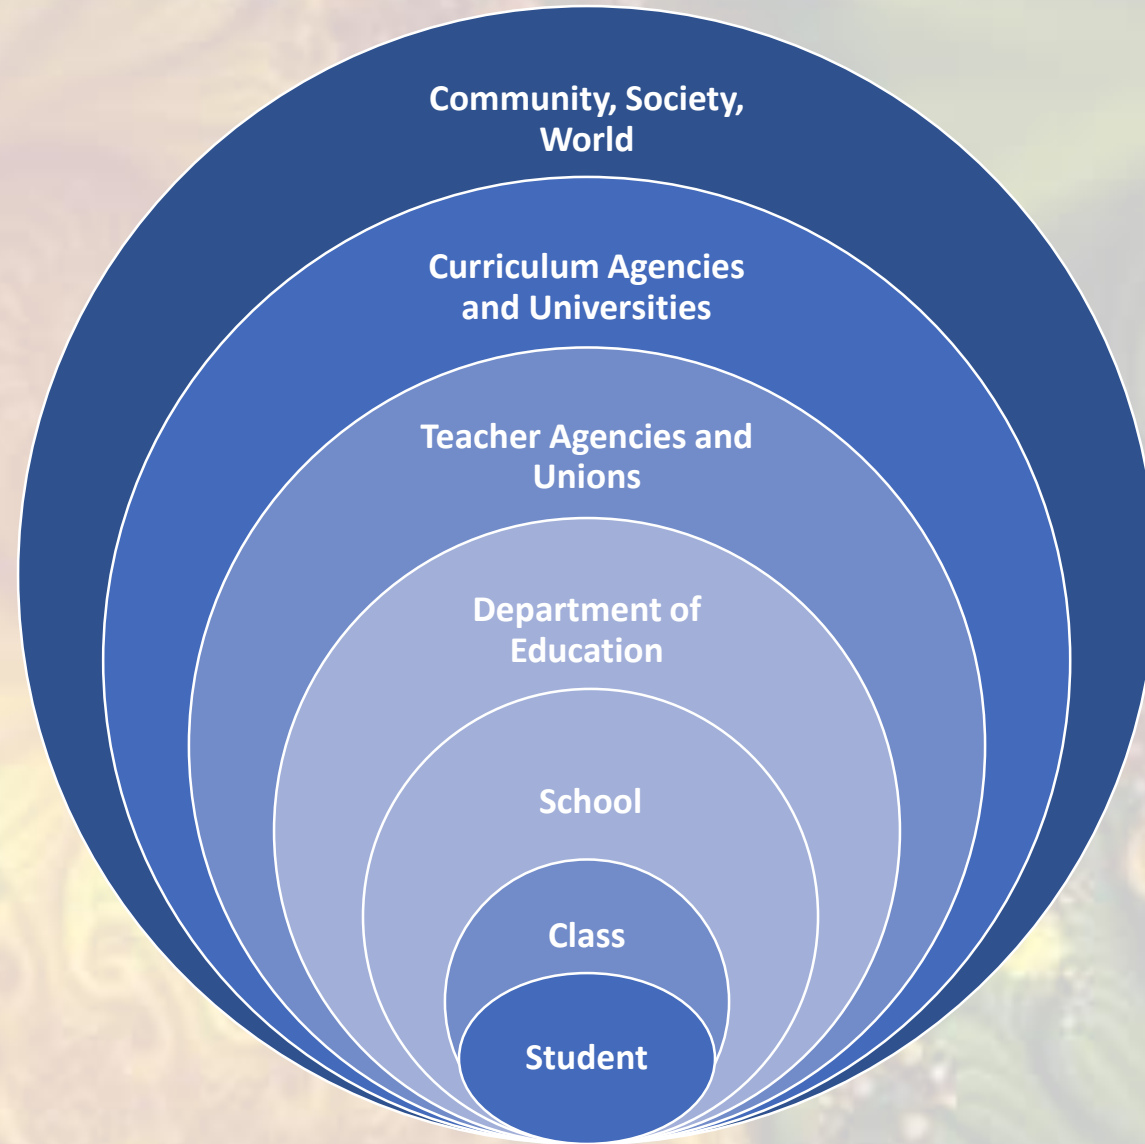 Community, Society,
World
Curriculum Agencies
and Universities
Teacher Agencies and
Unions
Department of
Education
School
Class
Student